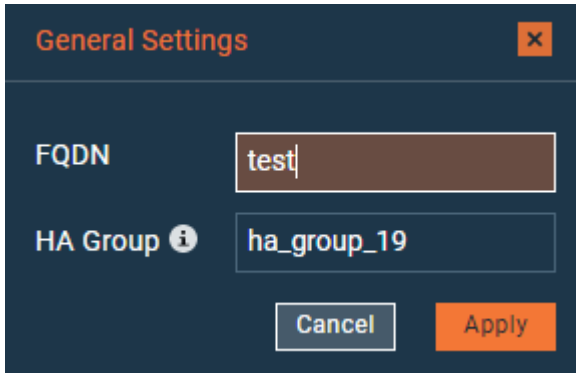 General Settings
FQDN
test
HA Group
ha_group_19
Cancel
Apply